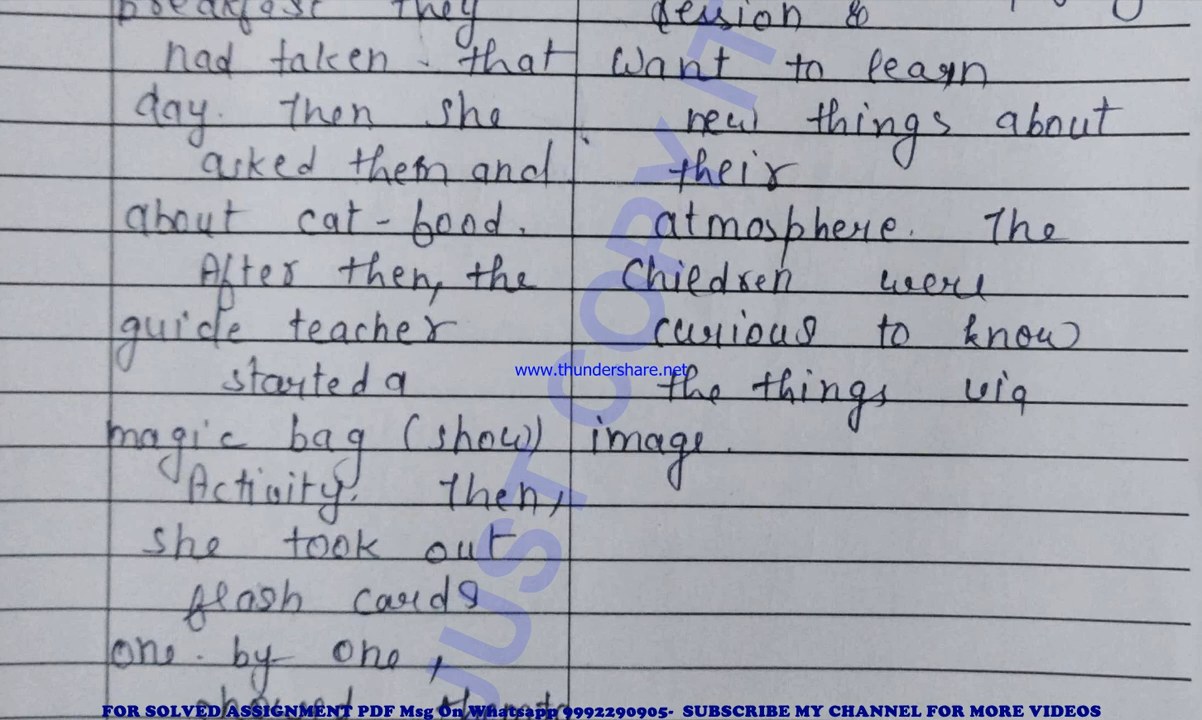 breakfast they
had taken. that
day. Then she
asked them and
about cat-food.
After then, the
guide teacher
started a
magic bag (show)
Activity. Then,
she took out
flash cards
one. by one,
session &
want to learn
new things about
their
atmosphere. The
Chiedren were
curious to know
the things via
image.
JUST COPY IT
www.thundershare.net
FOR SOLVED ASSIGNMENT PDF Msg On Whatsapp 9992290905- SUBSCRIBE MY CHANNEL FOR MORE VIDEOS